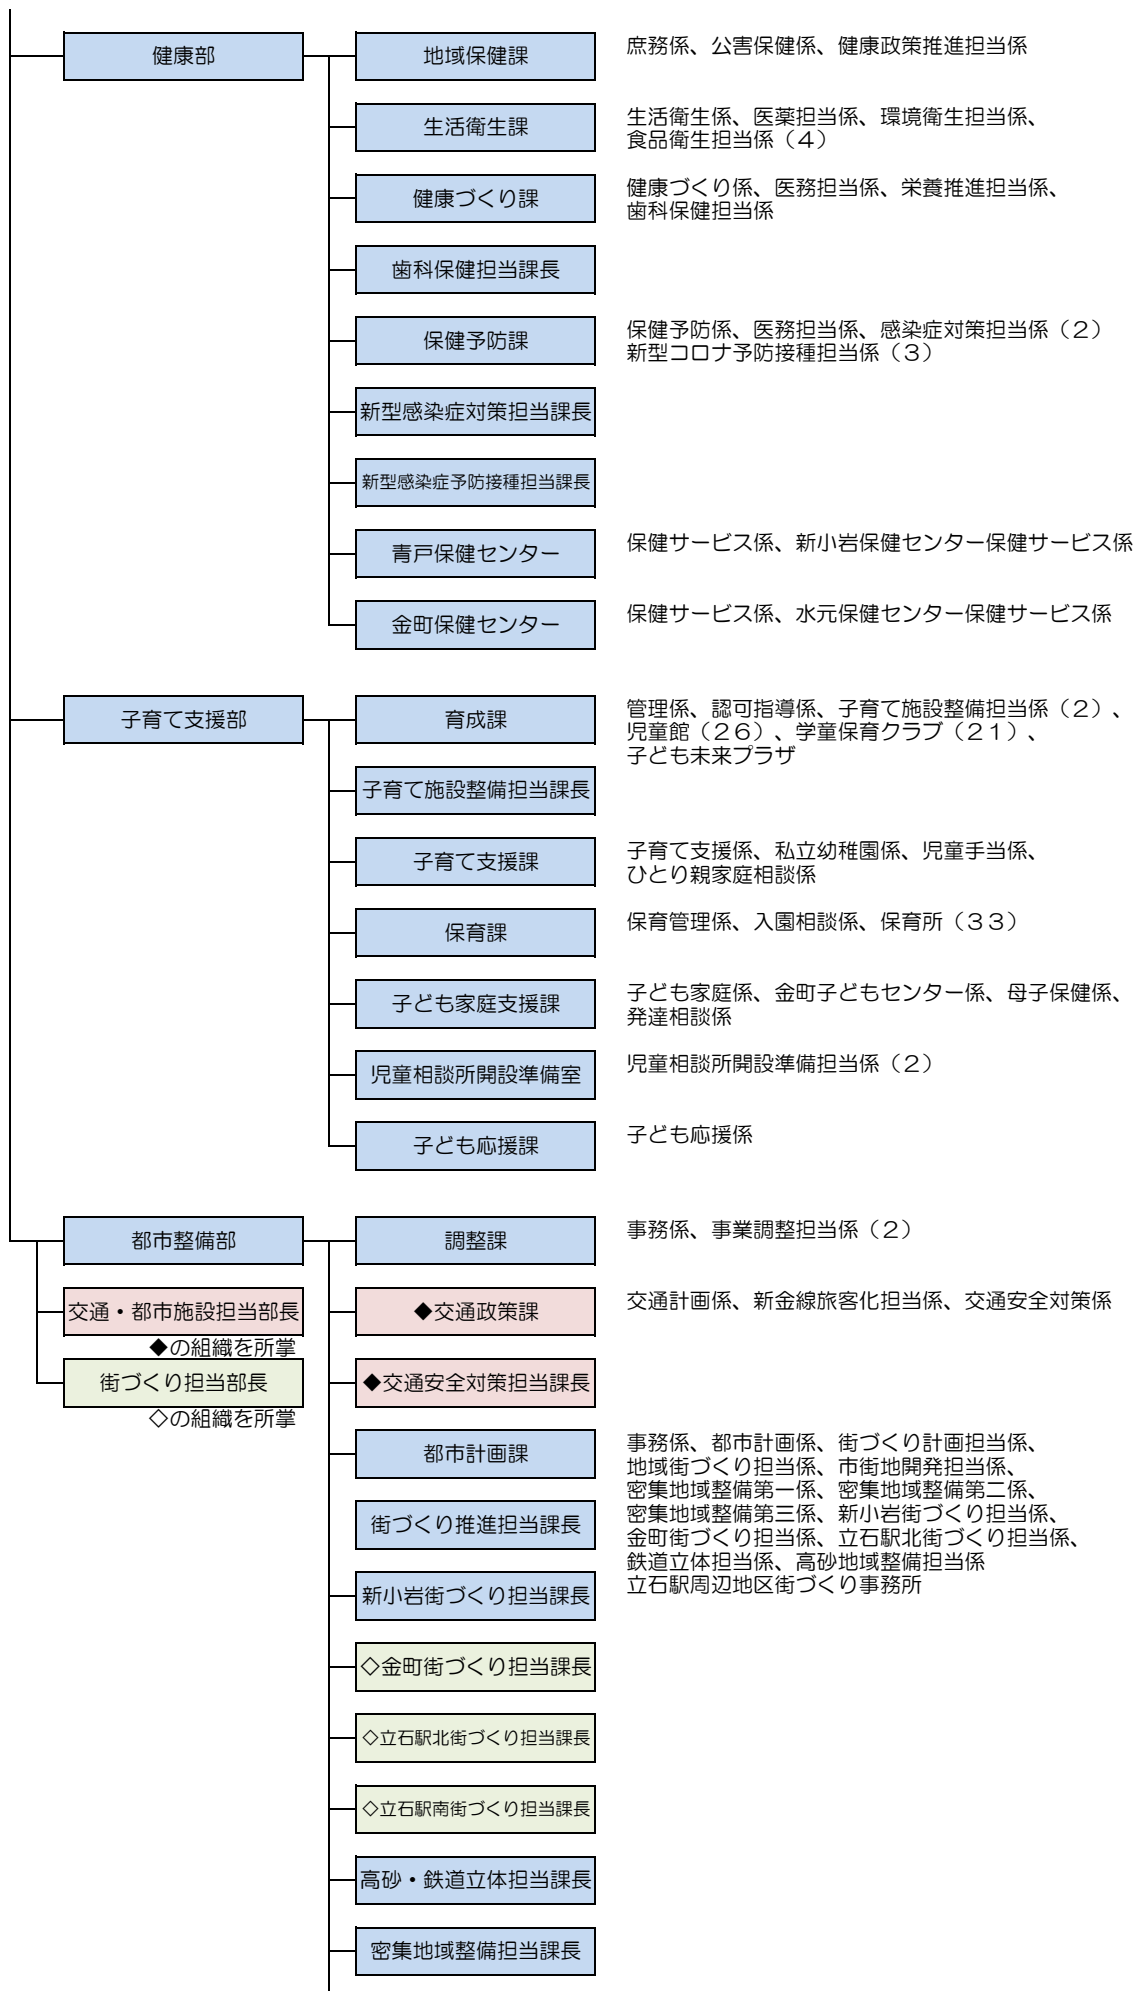 健康部
地域保健課
庶務係、公害保健係、健康政策推進担当係
生活衛生課
生活衛生係、医薬担当係、環境衛生担当係、
食品衛生担当係（４）
健康づくり課
健康づくり係、医務担当係、栄養推進担当係、
歯科保健担当係
歯科保健担当課長
保健予防課
保健予防係、医務担当係、感染症対策担当係（２）
新型コロナ予防接種担当係（３）
新型感染症対策担当課長
新型感染症予防接種担当課長
青戸保健センター
保健サービス係、新小岩保健センター保健サービス係
金町保健センター
保健サービス係、水元保健センター保健サービス係
子育て支援部
育成課
管理係、認可指導係、子育て施設整備担当係（２）、
児童館（２６）、学童保育クラブ（２１）、
子ども未来プラザ
子育て施設整備担当課長
子育て支援課
子育て支援係、私立幼稚園係、児童手当係、
ひとり親家庭相談係
保育課
保育管理係、入園相談係、保育所（３３）
子ども家庭支援課
子ども家庭係、金町子どもセンター係、母子保健係、
発達相談係
児童相談所開設準備室
児童相談所開設準備担当係（２）
子ども応援課
子ども応援係
都市整備部
調整課
事務係、事業調整担当係（２）
交通・都市施設担当部長
◆の組織を所掌
◆交通政策課
交通計画係、新金線旅客化担当係、交通安全対策係
街づくり担当部長
◇の組織を所掌
◆交通安全対策担当課長
都市計画課
事務係、都市計画係、街づくり計画担当係、
地域街づくり担当係、市街地開発担当係、
密集地域整備第一係、密集地域整備第二係、
密集地域整備第三係、新小岩街づくり担当係、
金町街づくり担当係、立石駅北街づくり担当係、
鉄道立体担当係、高砂地域整備担当係
立石駅周辺地区街づくり事務所
街づくり推進担当課長
新小岩街づくり担当課長
◇金町街づくり担当課長
◇立石駅北街づくり担当課長
◇立石駅南街づくり担当課長
高砂・鉄道立体担当課長
密集地域整備担当課長